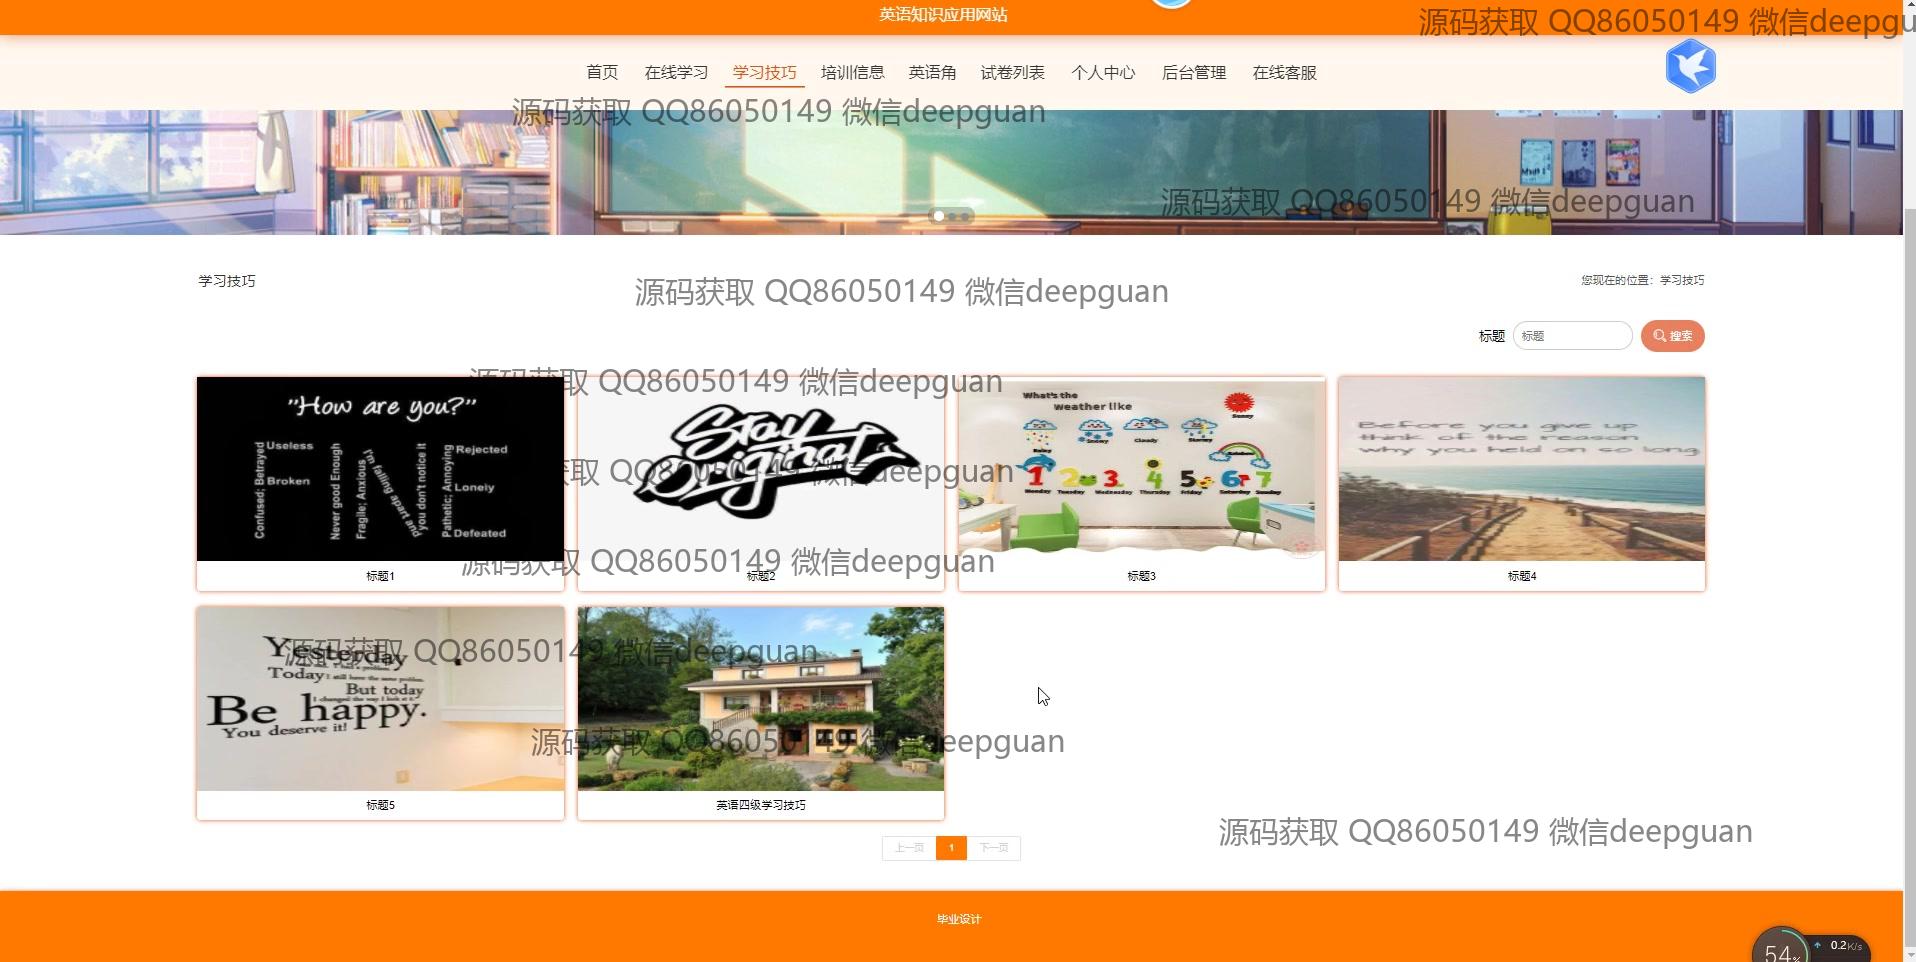 英语知识应用网站
源码获取 QQ86050149 微信deepgu
首页 在线学习 学习技巧 培训信息 英语角 试卷列表 个人中心 后台管理 在线客服
源码获取 QQ86050149 微信deepguan
源码获取 QQ86050149 微信deepguan
学习技巧
您现在的位置：学习技巧
源码获取 QQ86050149 微信deepguan
标题 标题 搜索
源码获取 QQ86050149 微信deepguan
"How are you?"
Confused; Betrayed
Useless
Broken
Never good Enough
Fragile; Anxious
I'm falling apart and
you don't notice it
Pathetic; Annoying
Rejected
Lonely
Defeated
标题1
Stay
Signat
获取 QQ86050149 微信deepguan
标题2
What's the
weather like
Sunny
Rainy
Snowy
Cloudy
Stormy
Rainbow
1 2 3 4 5 6 7
Monday Tuesday Wednesday Thursday Friday Saturday Sunday
标题3
Before you give up
think of the reason
why you held on so long
标题4
源码获取 QQ86050149 微信deepguan
源码获取 QQ86050149 微信deepguan
Yesterday
Today I still have the same problem.
But today
I changed the way I look at it
Be happy.
You deserve it!
标题5
源码获取 QQ86050149 微信deepguan
英语四级学习技巧
源码获取 QQ86050149 微信deepguan
上一页 1 下一页
毕业设计
54%
0.2K/s